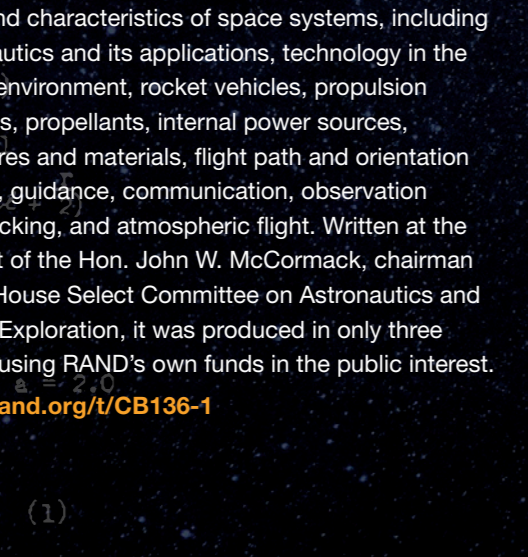 nd characteristics of space systems, including
autics and its applications, technology in the
environment, rocket vehicles, propulsion
s, propellants, internal power sources,
res and materials, flight path and orientation
, guidance, communication, observation
cking, and atmospheric flight. Written at the
t of the Hon. John W. McCormack, chairman
House Select Committee on Astronautics and
Exploration, it was produced in only three
using RAND’s own funds in the public interest.
a = 2.0
and.org/t/CB136-1
(1)